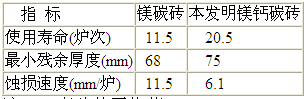 指 标 镁碳砖 本发明镁钙碳砖
使用寿命(炉次) 11.5 20.5
最小残余厚度(mm) 68 75
蚀损速度(mm/炉) 11.5 6.1